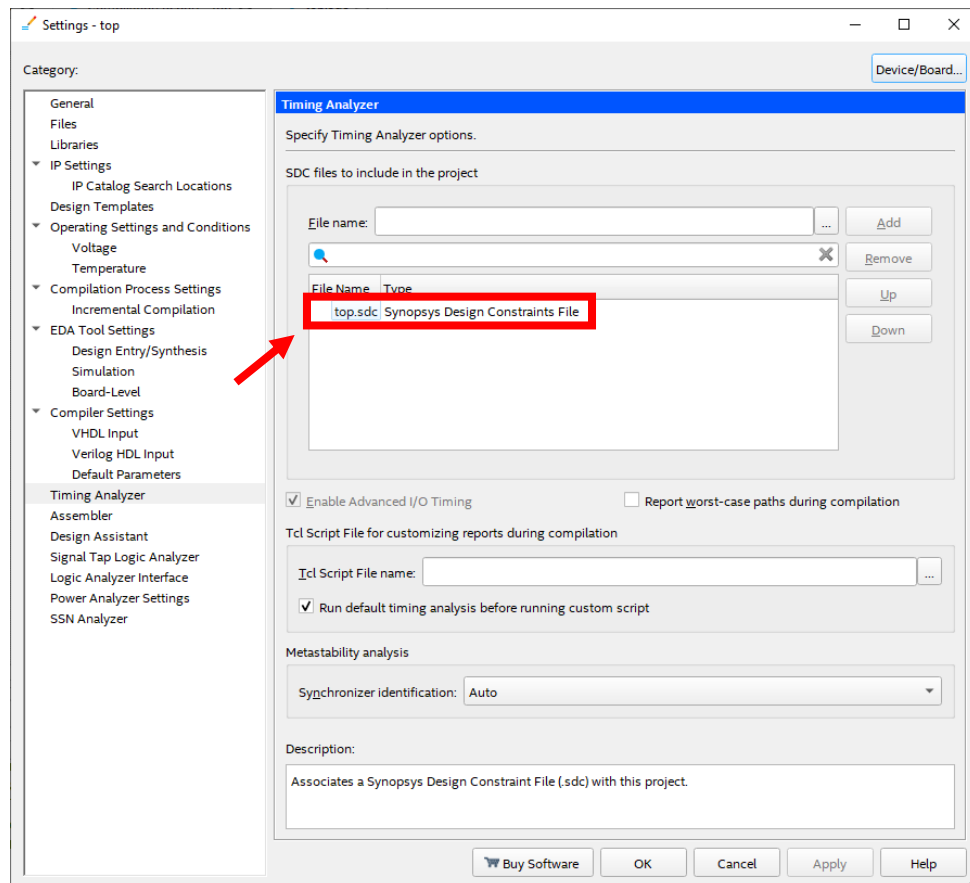 Settings - top
Category:
Device/Board...
General
Files
Libraries
IP Settings
IP Catalog Search Locations
Design Templates
Operating Settings and Conditions
Voltage
Temperature
Compilation Process Settings
Incremental Compilation
EDA Tool Settings
Design Entry/Synthesis
Simulation
Board-Level
Compiler Settings
VHDL Input
Verilog HDL Input
Default Parameters
Timing Analyzer
Assembler
Design Assistant
Signal Tap Logic Analyzer
Logic Analyzer Interface
Power Analyzer Settings
SSN Analyzer
Timing Analyzer
Specify Timing Analyzer options.
SDC files to include in the project
File name:
...
Add
Remove
Up
Down
File Name Type
top.sdc Synopsys Design Constraints File
Enable Advanced I/O Timing
Report worst-case paths during compilation
Tcl Script File for customizing reports during compilation
Tcl Script File name:
...
Run default timing analysis before running custom script
Metastability analysis
Synchronizer identification: Auto
Description:
Associates a Synopsys Design Constraint File (.sdc) with this project.
Buy Software OK Cancel Apply Help